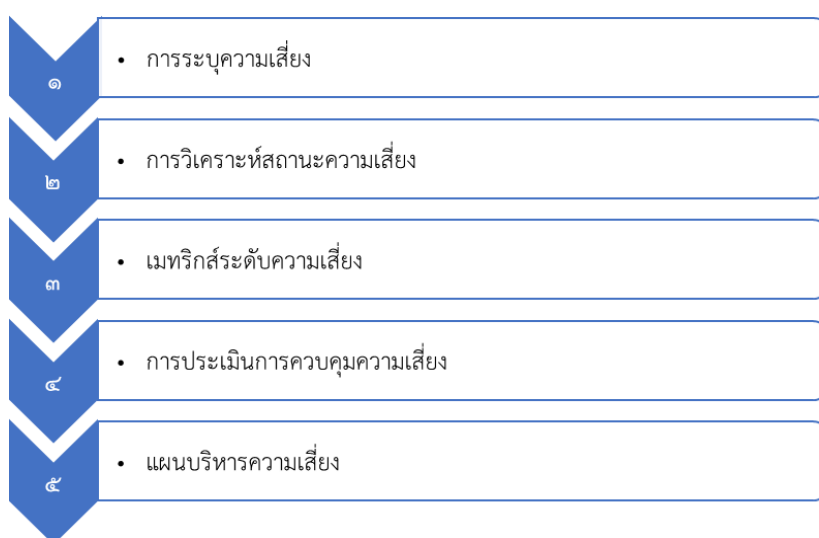 ๑
• การระบุความเสี่ยง
๒
• การวิเคราะห์สถานะความเสี่ยง
๓
• เมทริกส์ระดับความเสี่ยง
๔
• การประเมินการควบคุมความเสี่ยง
๕
• แผนบริหารความเสี่ยง